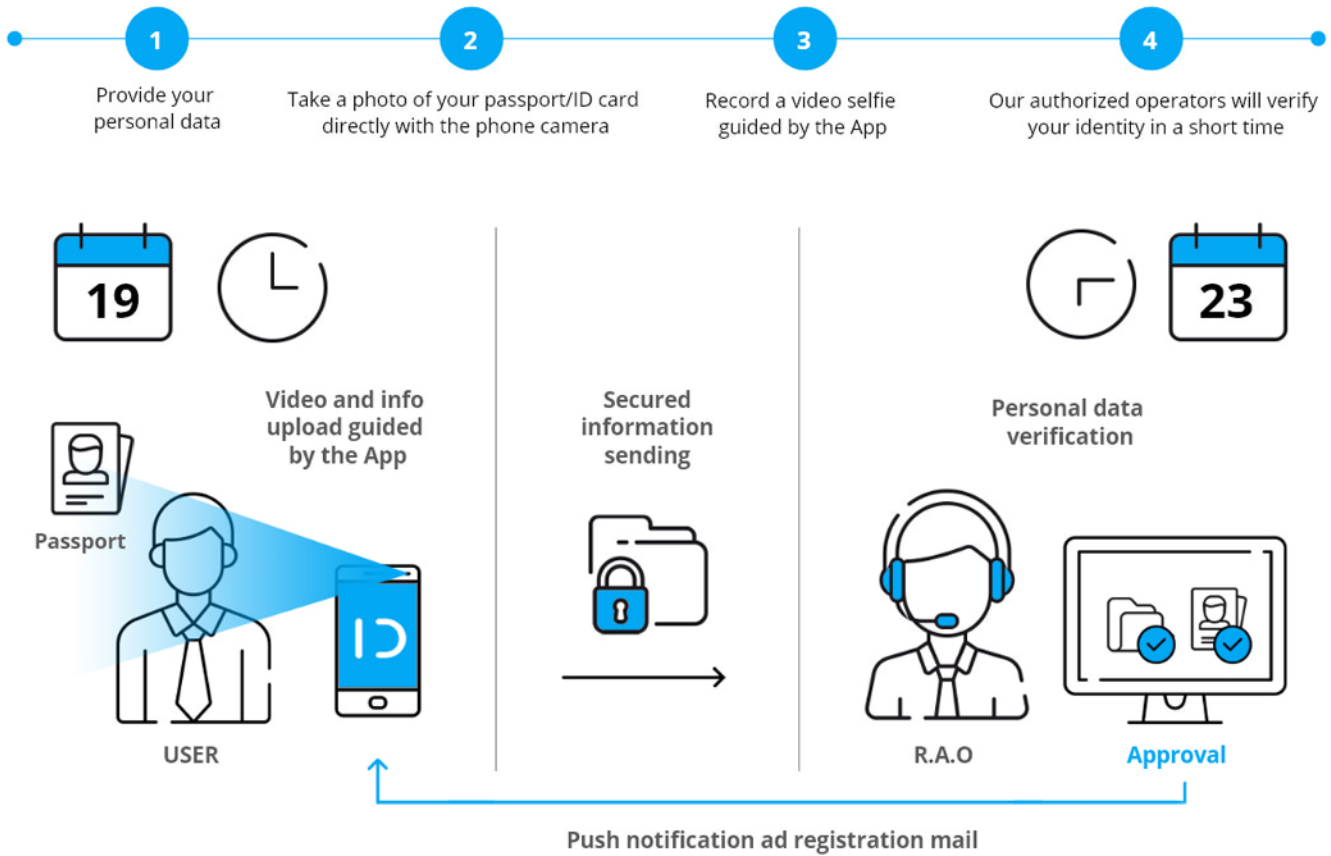 1
2
3
4
Provide your
personal data
Take a photo of your passport/ID card
directly with the phone camera
Record a video selfie
guided by the App
Our authorized operators will verify
your identity in a short time
19
23
Video and info
upload guided
by the App
Secured
information
sending
Personal data
verification
Passport
ID
USER
R.A.O
Approval
Push notification ad registration mail